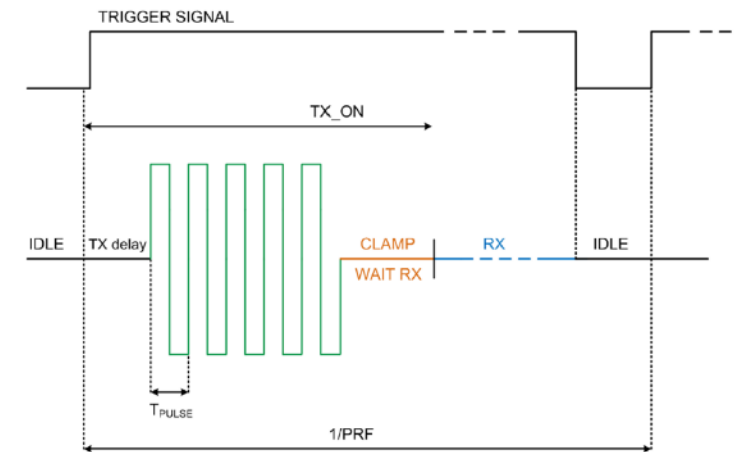 TRIGGER SIGNAL
TX_ON
IDLE
TX delay
CLAMP
WAIT RX
RX
IDLE
TPULSE
1/PRF